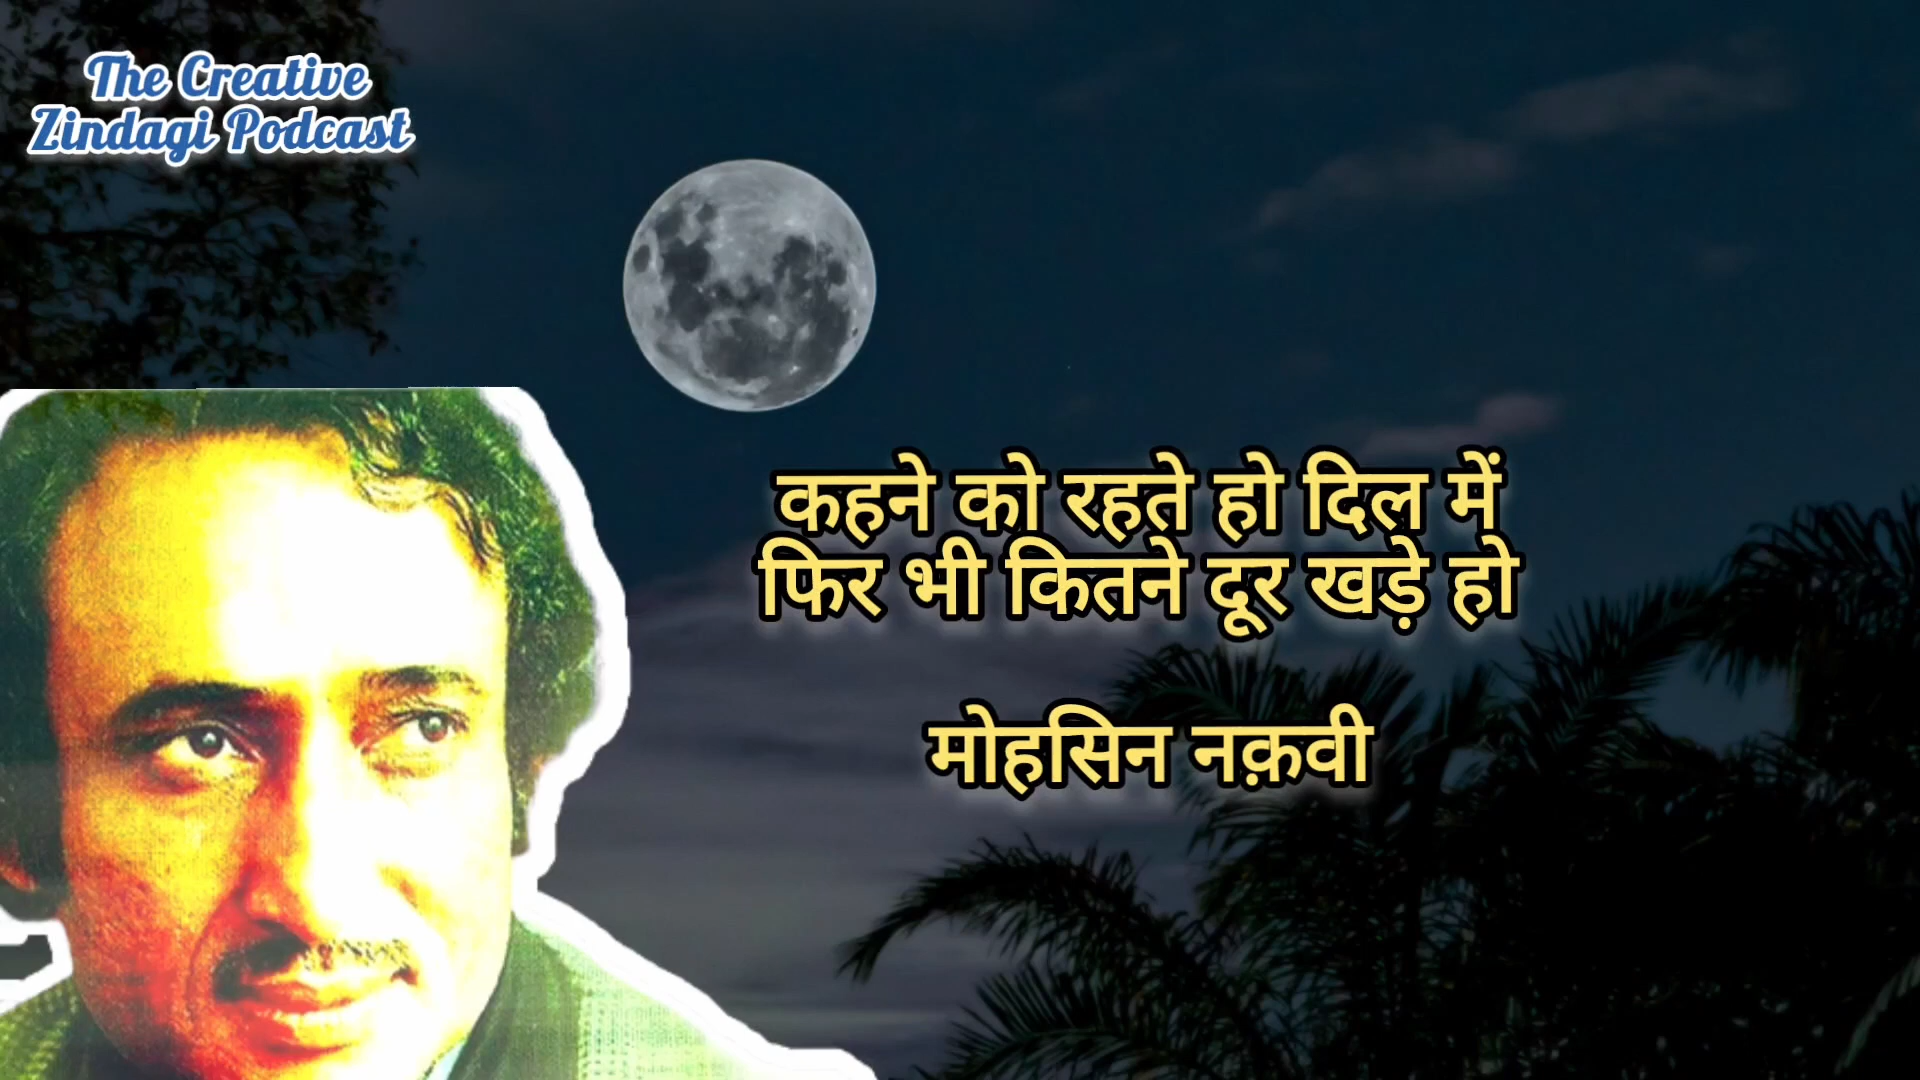 The Creative
Zindagi Podcast
कहने को रहते हो दिल में
फिर भी कितने दूर खड़े हो
मोहसिन नक़वी